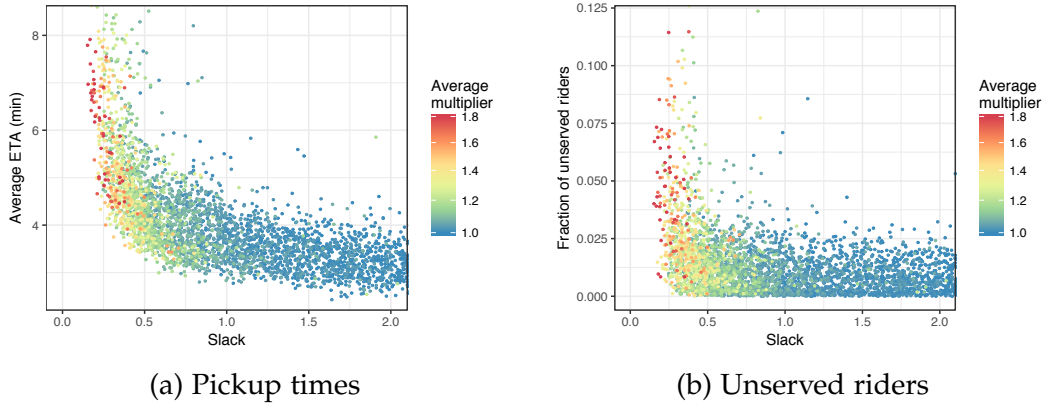 Average ETA (min)
8
6
4
0.0 0.5 1.0 1.5 2.0
Slack
Average
multiplier
1.8
1.6
1.4
1.2
1.0
(a) Pickup times
Fraction of unserved riders
0.125
0.100
0.075
0.050
0.025
0.000
0.0 0.5 1.0 1.5 2.0
Slack
Average
multiplier
1.8
1.6
1.4
1.2
1.0
(b) Unserved riders